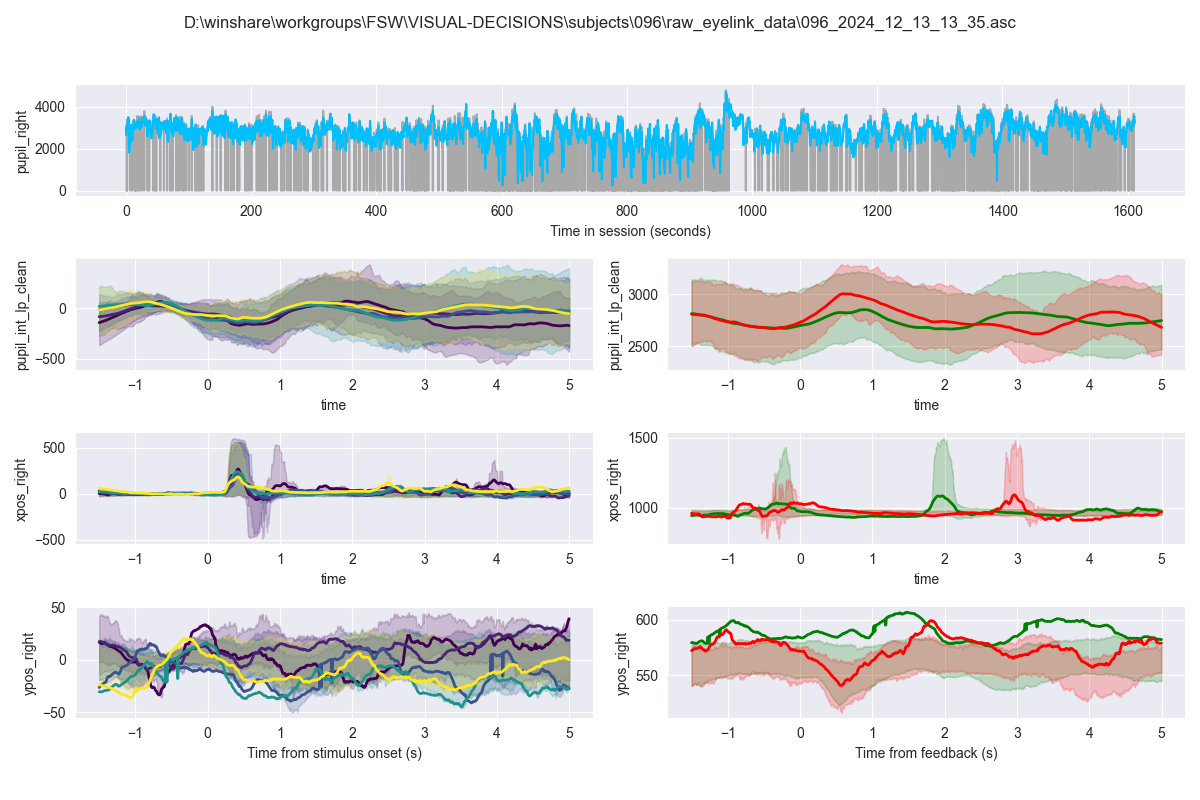 D:\winshare\workgroups\FSW\VISUAL-DECISIONS\subjects\096\raw_eyelink_data\096_2024_12_13_13_35.asc
pupil_right
4000
2000
0
0 200 400 600 800 1000 1200 1400 1600
Time in session (seconds)
pupil_int_lp_clean
0
−500
−1 0 1 2 3 4 5
time
pupil_int_lp_clean
3000
2500
−1 0 1 2 3 4 5
time
xpos_right
500
0
−500
−1 0 1 2 3 4 5
time
xpos_right
1500
1000
−1 0 1 2 3 4 5
time
ypos_right
50
0
−50
−1 0 1 2 3 4 5
Time from stimulus onset (s)
ypos_right
600
550
−1 0 1 2 3 4 5
Time from feedback (s)